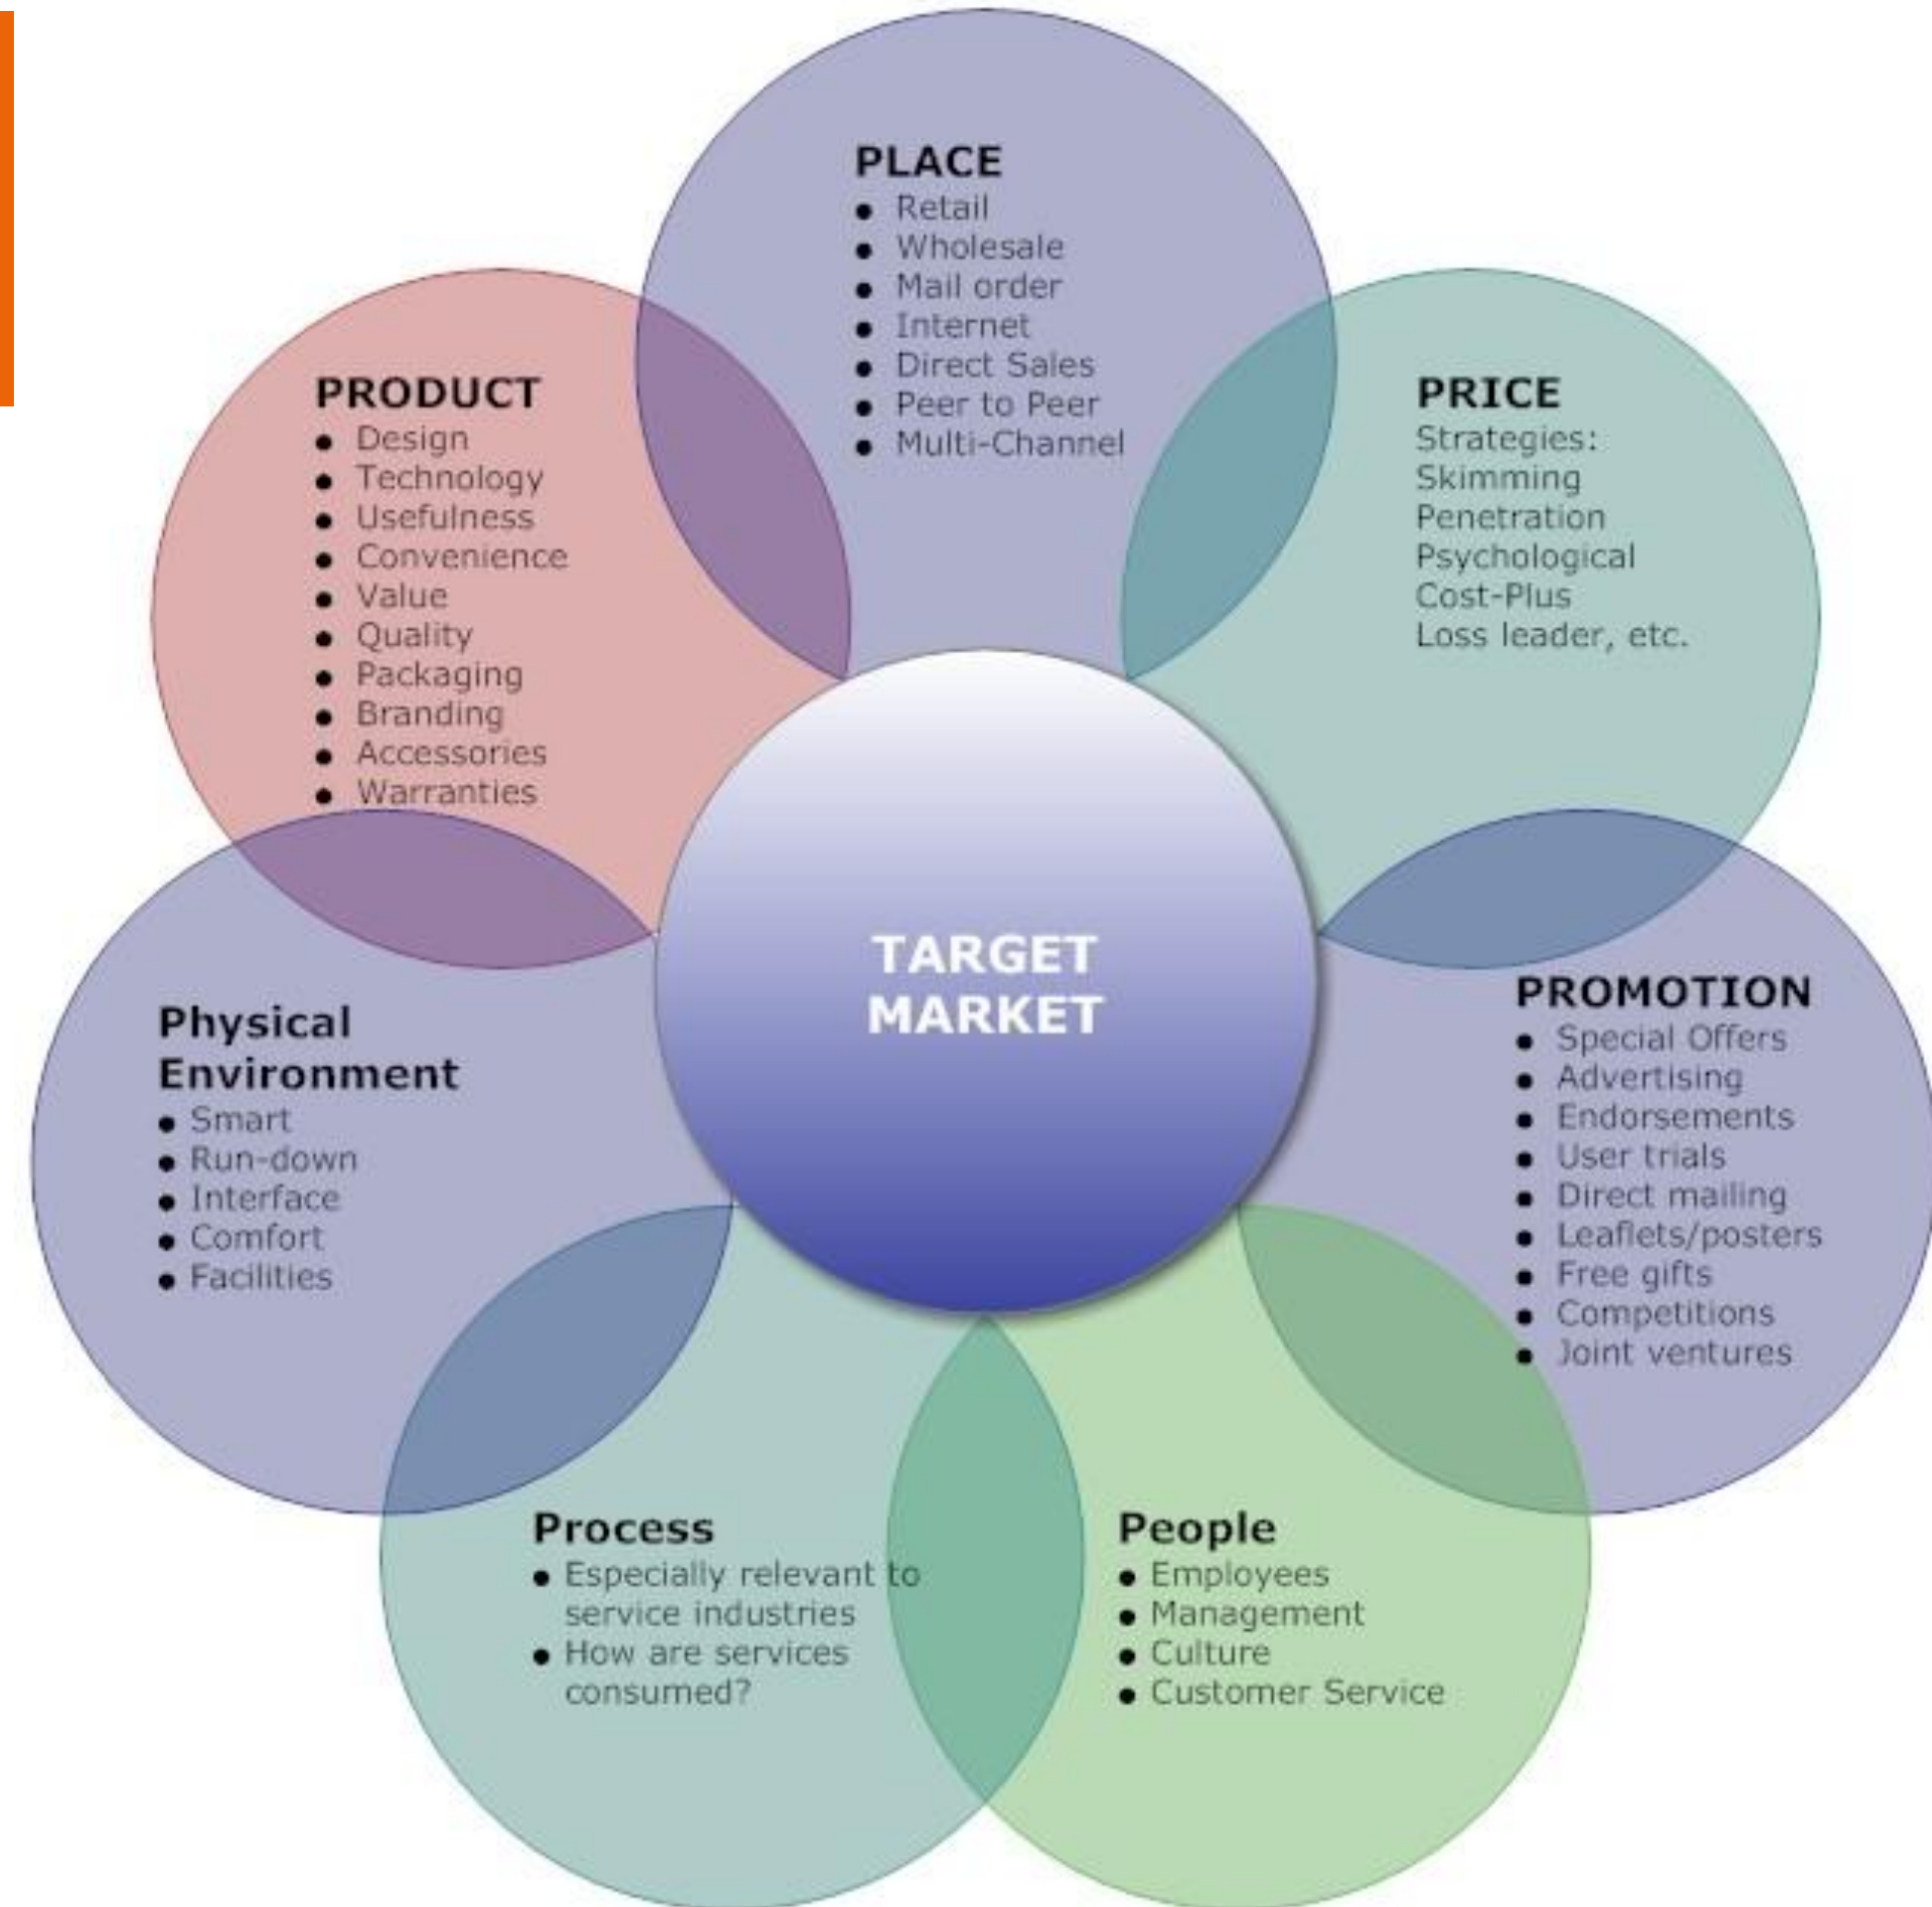 PLACE
● Retail
● Wholesale
● Mail order
● Internet
● Direct Sales
● Peer to Peer
● Multi-Channel
PRODUCT
● Design
● Technology
● Usefulness
● Convenience
● Value
● Quality
● Packaging
● Branding
● Accessories
● Warranties
PRICE
Strategies:
Skimming
Penetration
Psychological
Cost-Plus
Loss leader, etc.
TARGET
MARKET
Physical
Environment
● Smart
● Run-down
● Interface
● Comfort
● Facilities
PROMOTION
● Special Offers
● Advertising
● Endorsements
● User trials
● Direct mailing
● Leaflets/posters
● Free gifts
● Competitions
● Joint ventures
Process
● Especially relevant to
service industries
● How are services
consumed?
People
● Employees
● Management
● Culture
● Customer Service